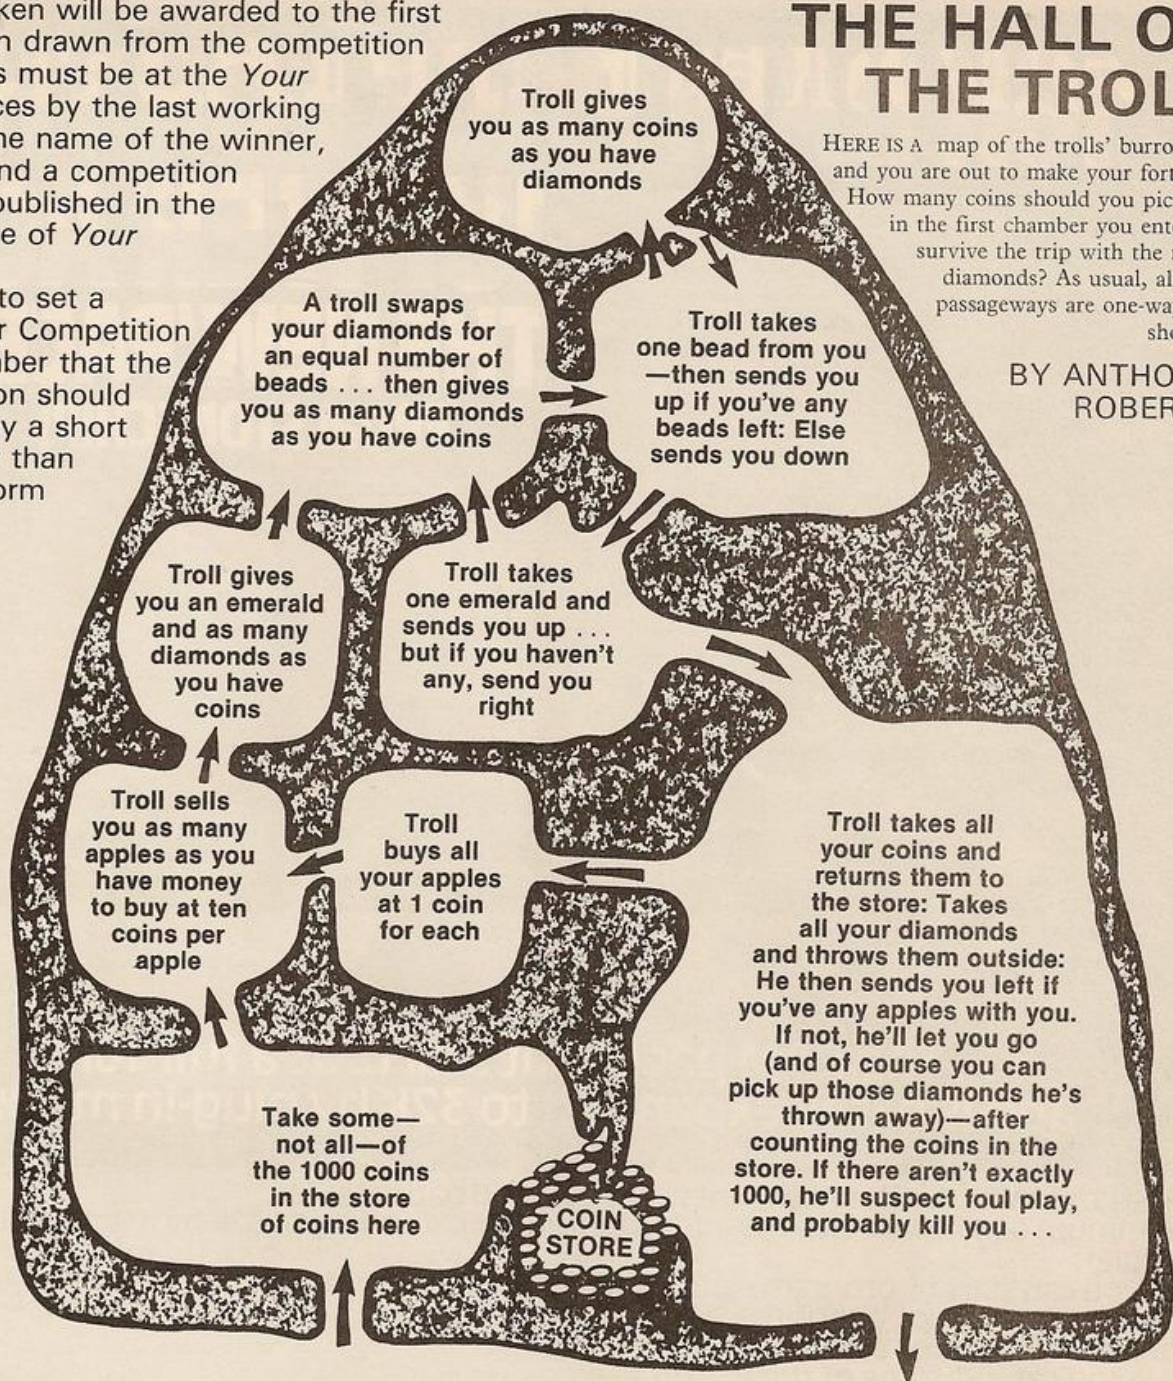 ken will be awarded to the first
n drawn from the competition
s must be at the Your
ces by the last working
ne name of the winner,
nd a competition
published in the
e of Your
to set a
r Competition
ber that the
on should
y a short
than
orm
THE HALL O
THE TROL
HERE IS A map of the trolls' burro
and you are out to make your fort
How many coins should you pic
in the first chamber you ent
survive the trip with the
diamonds? As usual, al
passageways are one-wa
sh
BY ANTHO
ROBER
Troll gives
you as many coins
as you have
diamonds
A troll swaps
your diamonds for
an equal number of
beads ... then gives
you as many diamonds
as you have coins
Troll takes
one bead from you
—then sends you
up if you've any
beads left: Else
sends you down
Troll gives
you an emerald
and as many
diamonds as
you have
coins
Troll takes
one emerald and
sends you up ...
but if you haven't
any, send you
right
Troll sells
you as many
apples as you
have money
to buy at ten
coins per
apple
Troll
buys all
your apples
at 1 coin
for each
Troll takes all
your coins and
returns them to
the store: Takes
all your diamonds
and throws them outside:
He then sends you left if
you've any apples with you.
If not, he'll let you go
(and of course you can
pick up those diamonds he's
thrown away)—after
counting the coins in the
store. If there aren't exactly
1000, he'll suspect foul play,
and probably kill you ...
Take some—
not all—of
the 1000 coins
in the store
of coins here
COIN
STORE